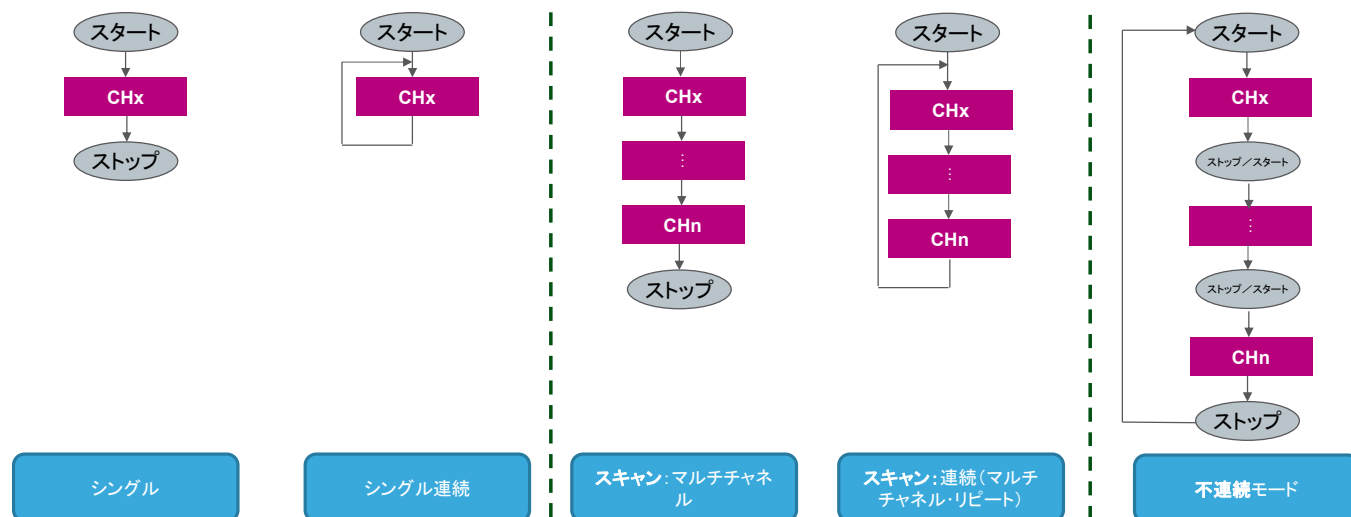 スタート
CHx
ストップ
シングル
スタート
CHx
シングル連続
スタート
CHx
⋮
CHn
ストップ
スキャン:マルチチャネ
ル
スタート
CHx
⋮
CHn
スキャン:連続(マルチ
チャネル・リピート)
スタート
CHx
ストップ/スタート
⋮
ストップ/スタート
CHn
ストップ
不連続モード